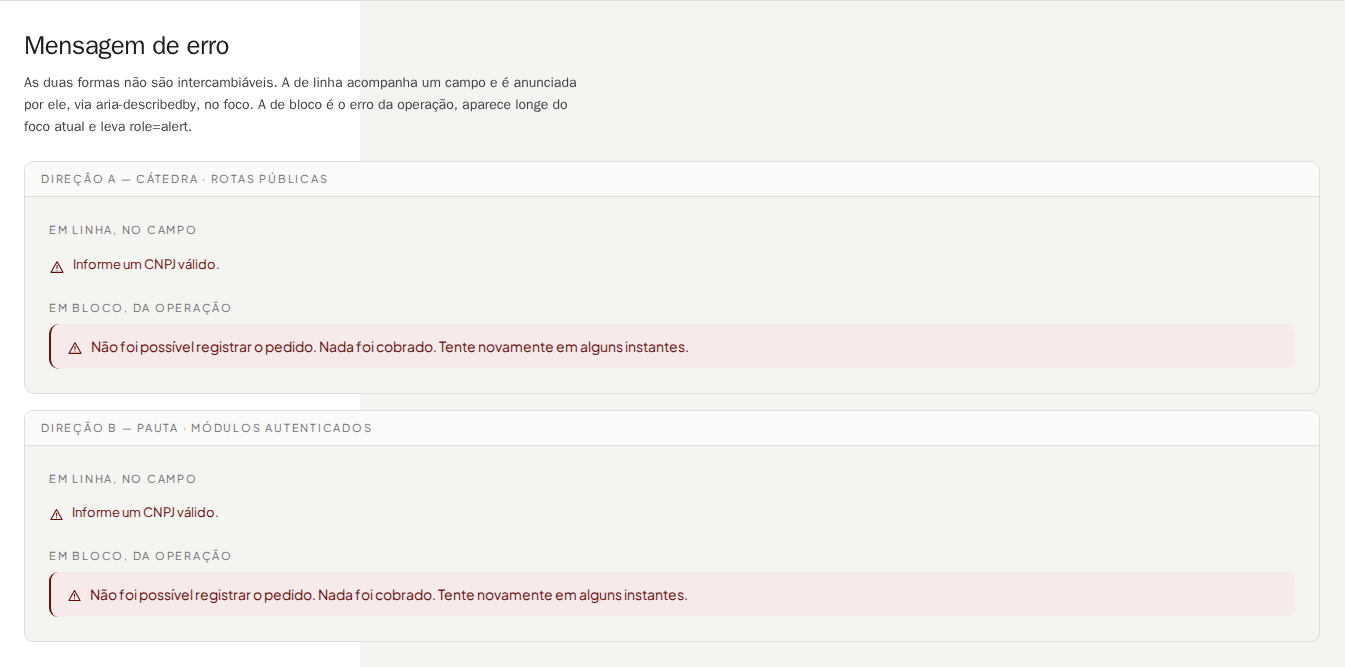 Mensagem de erro
As duas formas não são intercambiáveis. A de linha acompanha um campo e é anunciada
por ele, via aria-describedby, no foco. A de bloco é o erro da operação, aparece longe do
foco atual e leva role=alert.
DIREÇÃO A — CÁTEDRA · ROTAS PÚBLICAS
EM LINHA, NO CAMPO
Informe um CNPJ válido.
EM BLOCO, DA OPERAÇÃO
Não foi possível registrar o pedido. Nada foi cobrado. Tente novamente em alguns instantes.
DIREÇÃO B — PAUTA · MÓDULOS AUTENTICADOS
EM LINHA, NO CAMPO
Informe um CNPJ válido.
EM BLOCO, DA OPERAÇÃO
Não foi possível registrar o pedido. Nada foi cobrado. Tente novamente em alguns instantes.